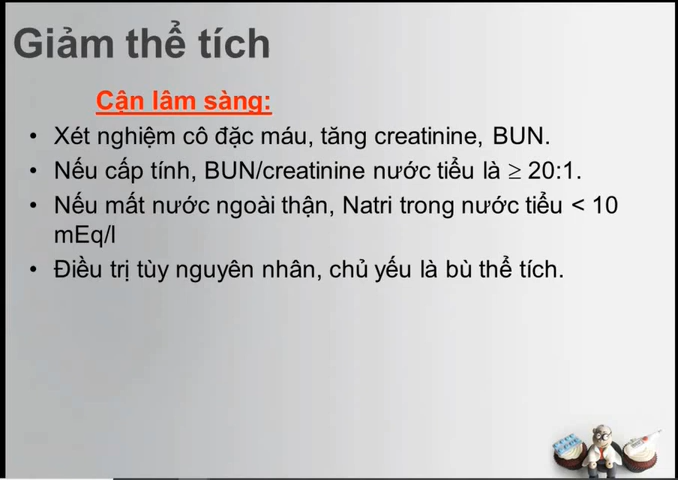 Giảm thể tích
Cận lâm sàng:
• Xét nghiệm cô đặc máu, tăng creatinine, BUN.
• Nếu cấp tính, BUN/creatinine nước tiểu là ≥ 20:1.
• Nếu mất nước ngoài thận, Natri trong nước tiểu < 10
mEq/l
• Điều trị tùy nguyên nhân, chủ yếu là bù thể tích.